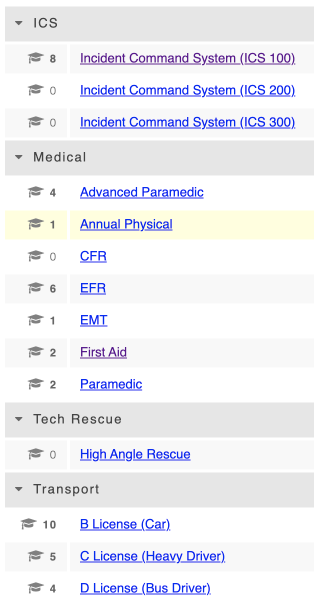 ICS
8 Incident Command System (ICS 100)
0 Incident Command System (ICS 200)
0 Incident Command System (ICS 300)
Medical
4 Advanced Paramedic
1 Annual Physical
0 CFR
6 EFR
1 EMT
2 First Aid
2 Paramedic
Tech Rescue
0 High Angle Rescue
Transport
10 B License (Car)
5 C License (Heavy Driver)
4 D License (Bus Driver)